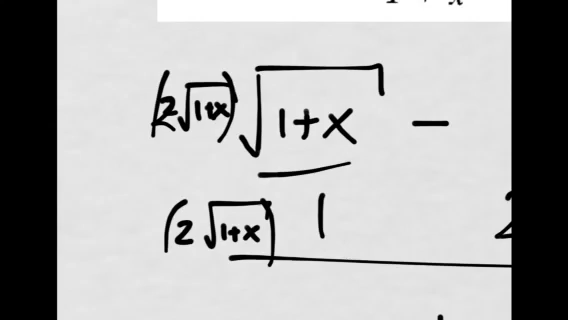 (2√1+x) √1+x −
(2√1+x) 1